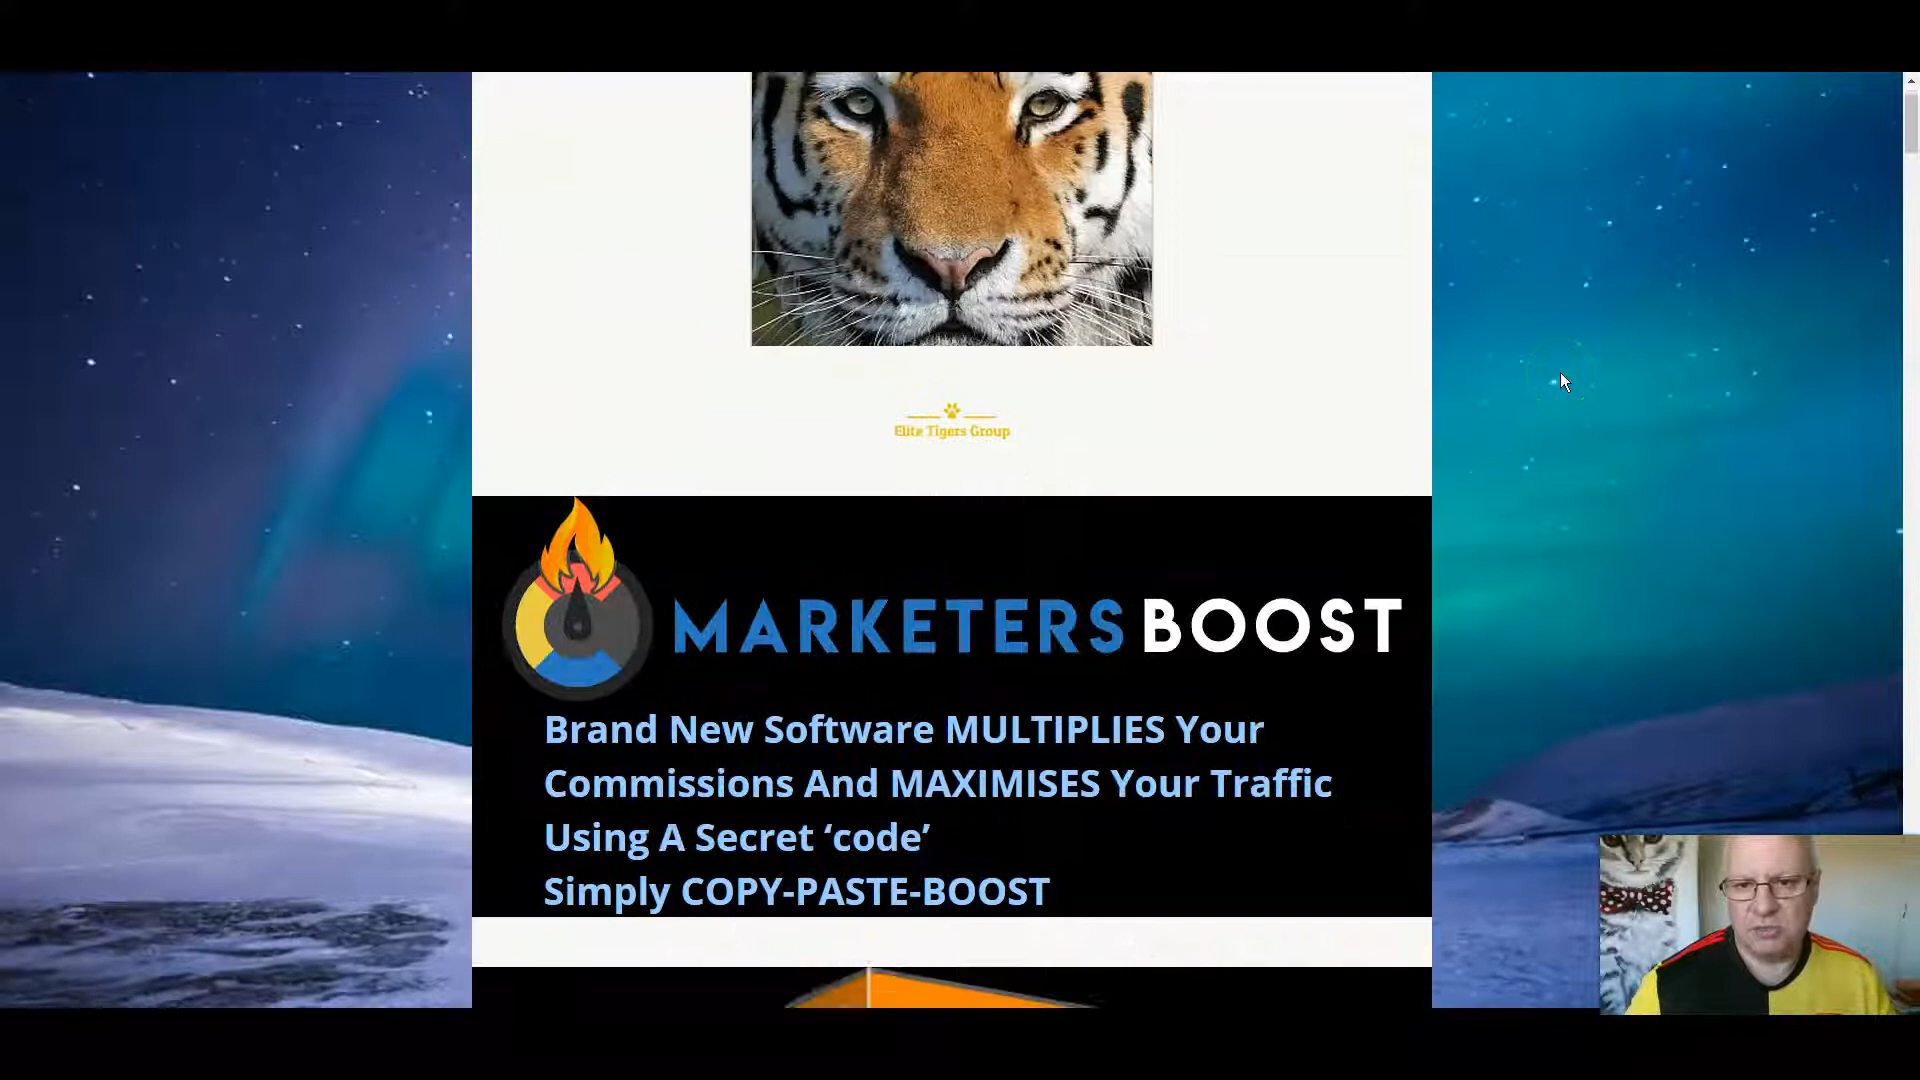 Elite Tigers Group
MARKETERS BOOST
Brand New Software MULTIPLIES Your
Commissions And MAXIMISES Your Traffic
Using A Secret ‘code’
Simply COPY-PASTE-BOOST